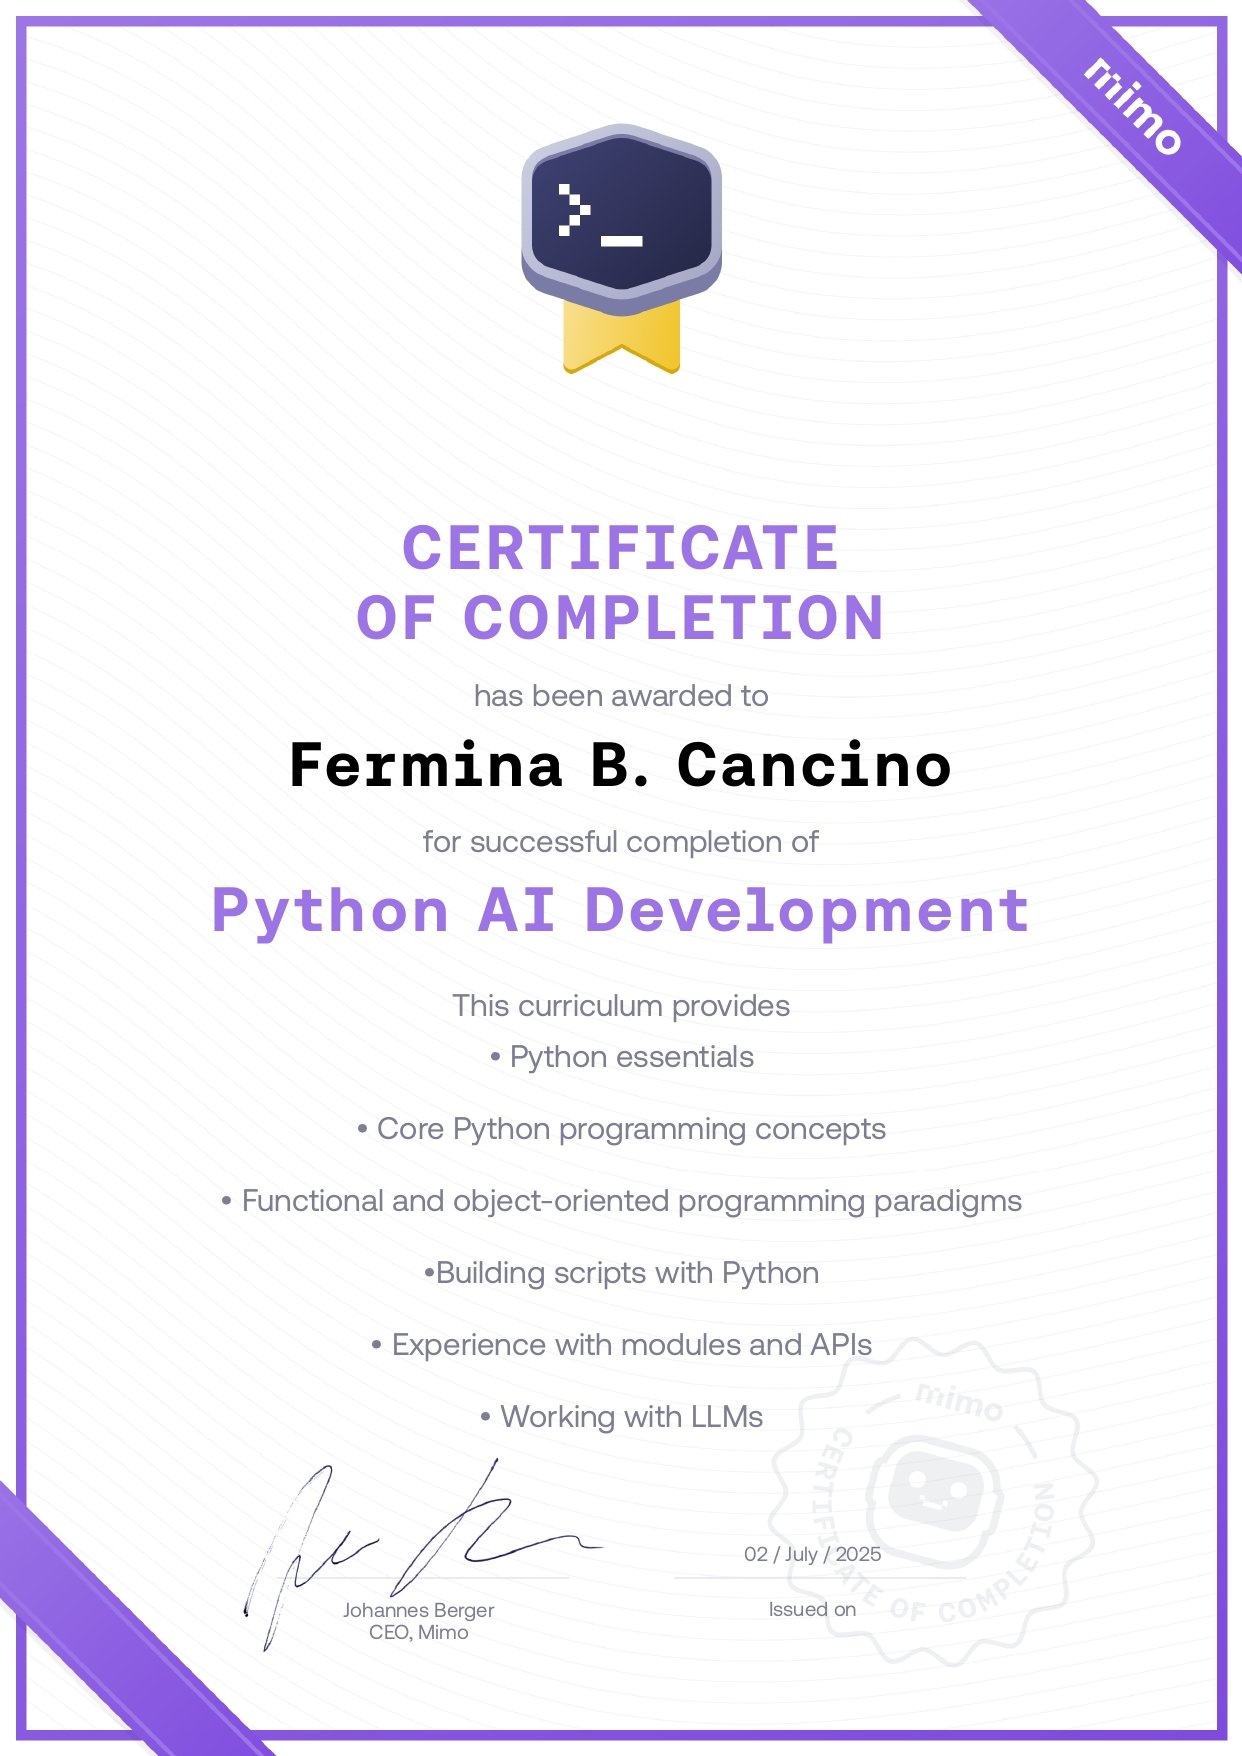 mimo
>_
CERTIFICATE
OF COMPLETION
has been awarded to
Fermina B. Cancino
for successful completion of
Python AI Development
This curriculum provides
• Python essentials
• Core Python programming concepts
• Functional and object-oriented programming paradigms
•Building scripts with Python
• Experience with modules and APIs
• Working with LLMs
mimo
CERTIFICATE OF COMPLETION
02 / July / 2025
Issued on
Johannes Berger
CEO, Mimo